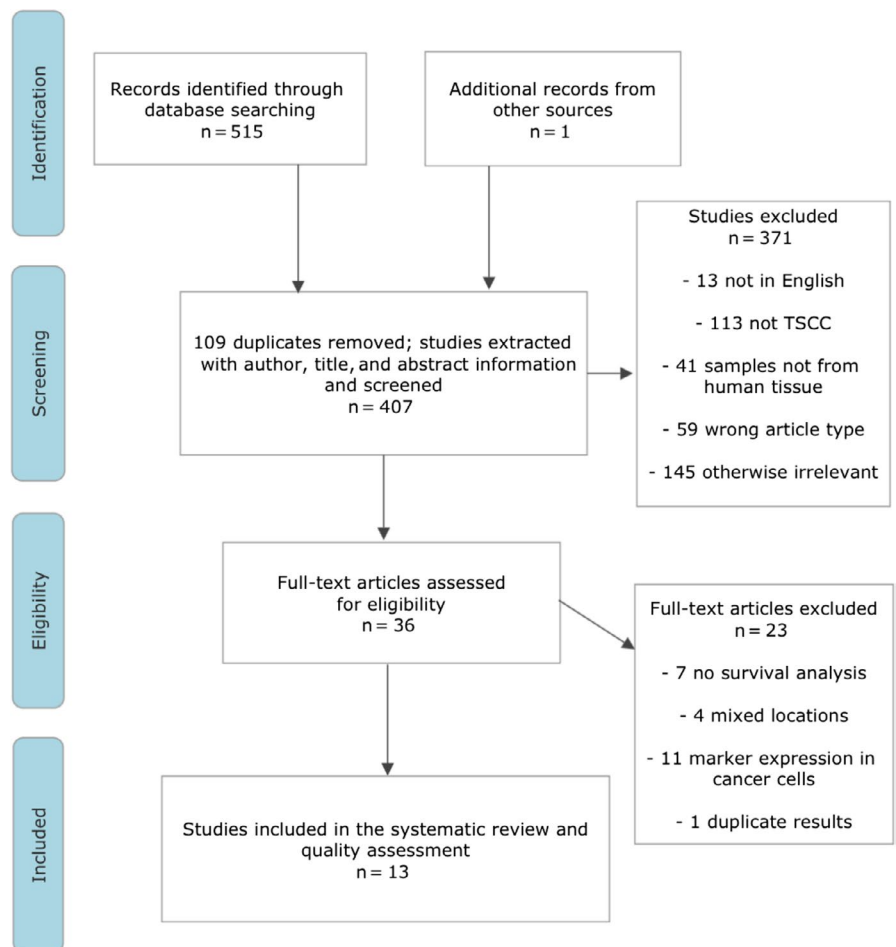 Identification
Records identified through
database searching
n = 515
Additional records from
other sources
n = 1
Screening
109 duplicates removed; studies extracted
with author, title, and abstract information
and screened
n = 407
Studies excluded
n = 371
- 13 not in English
- 113 not TSCC
- 41 samples not from
human tissue
- 59 wrong article type
- 145 otherwise irrelevant
Eligibility
Full-text articles assessed
for eligibility
n = 36
Full-text articles excluded
n = 23
- 7 no survival analysis
- 4 mixed locations
- 11 marker expression in
cancer cells
- 1 duplicate results
Included
Studies included in the systematic review and
quality assessment
n = 13